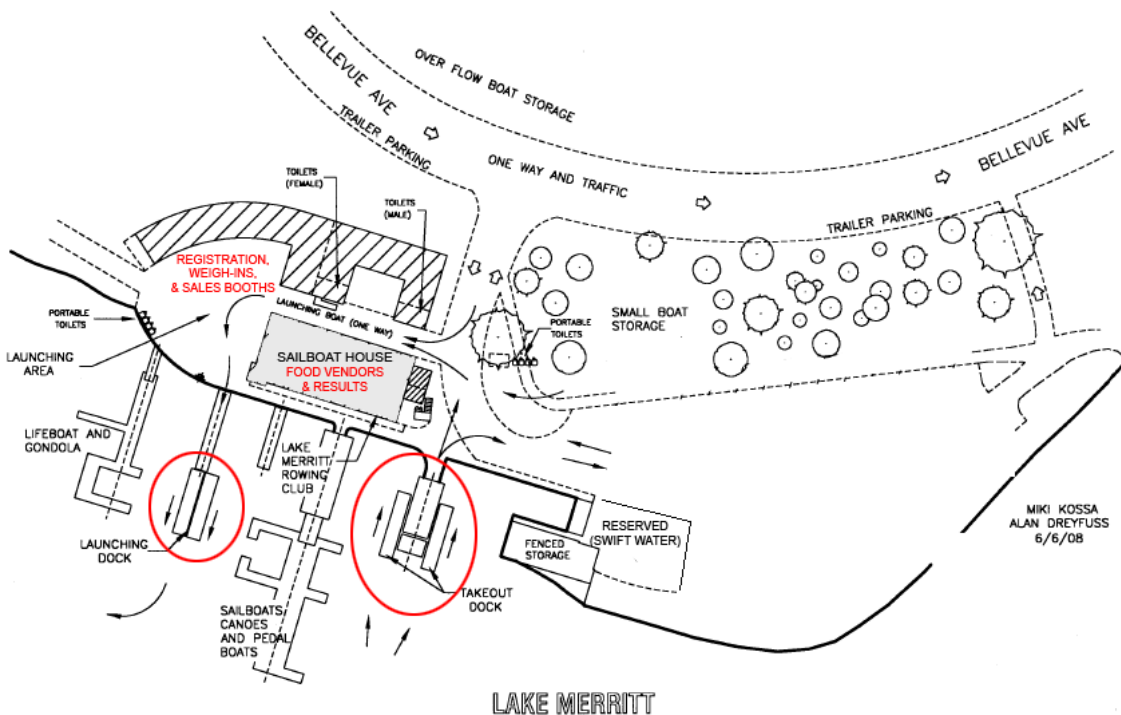 BELLEVUE AVE
OVER FLOW BOAT STORAGE
TRAILER PARKING
ONE WAY AND TRAFFIC
BELLEVUE AVE
TRAILER PARKING
TOILETS
(FEMALE)
TOILETS
(MALE)
REGISTRATION,
WEIGH-INS,
& SALES BOOTHS
LAUNCHING BOAT (ONE WAY)
PORTABLE
TOILETS
LAUNCHING
AREA
SAILBOAT HOUSE
FOOD VENDORS
& RESULTS
PORTABLE
TOILETS
SMALL BOAT
STORAGE
LIFEBOAT AND
GONDOLA
LAKE
MERRITT
ROWING
CLUB
LAUNCHING
DOCK
TAKEOUT
DOCK
FENCED
STORAGE
RESERVED
(SWIFT WATER)
MIKI KOSSA
ALAN DREYFUSS
6/6/08
SAILBOATS,
CANOES
AND PEDAL
BOATS
LAKE MERRITT